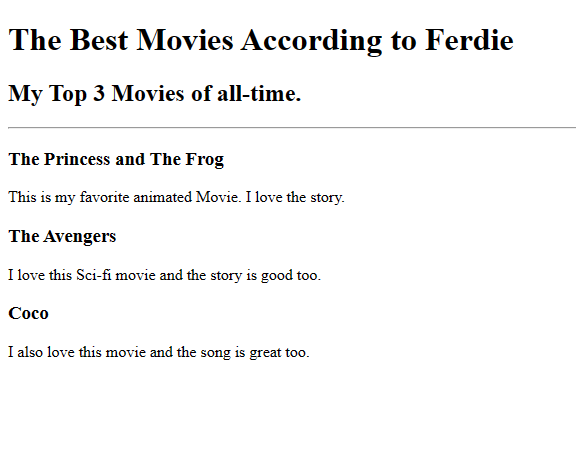 The Best Movies According to Ferdie
My Top 3 Movies of all-time.
The Princess and The Frog
This is my favorite animated Movie. I love the story.
The Avengers
I love this Sci-fi movie and the story is good too.
Coco
I also love this movie and the song is great too.